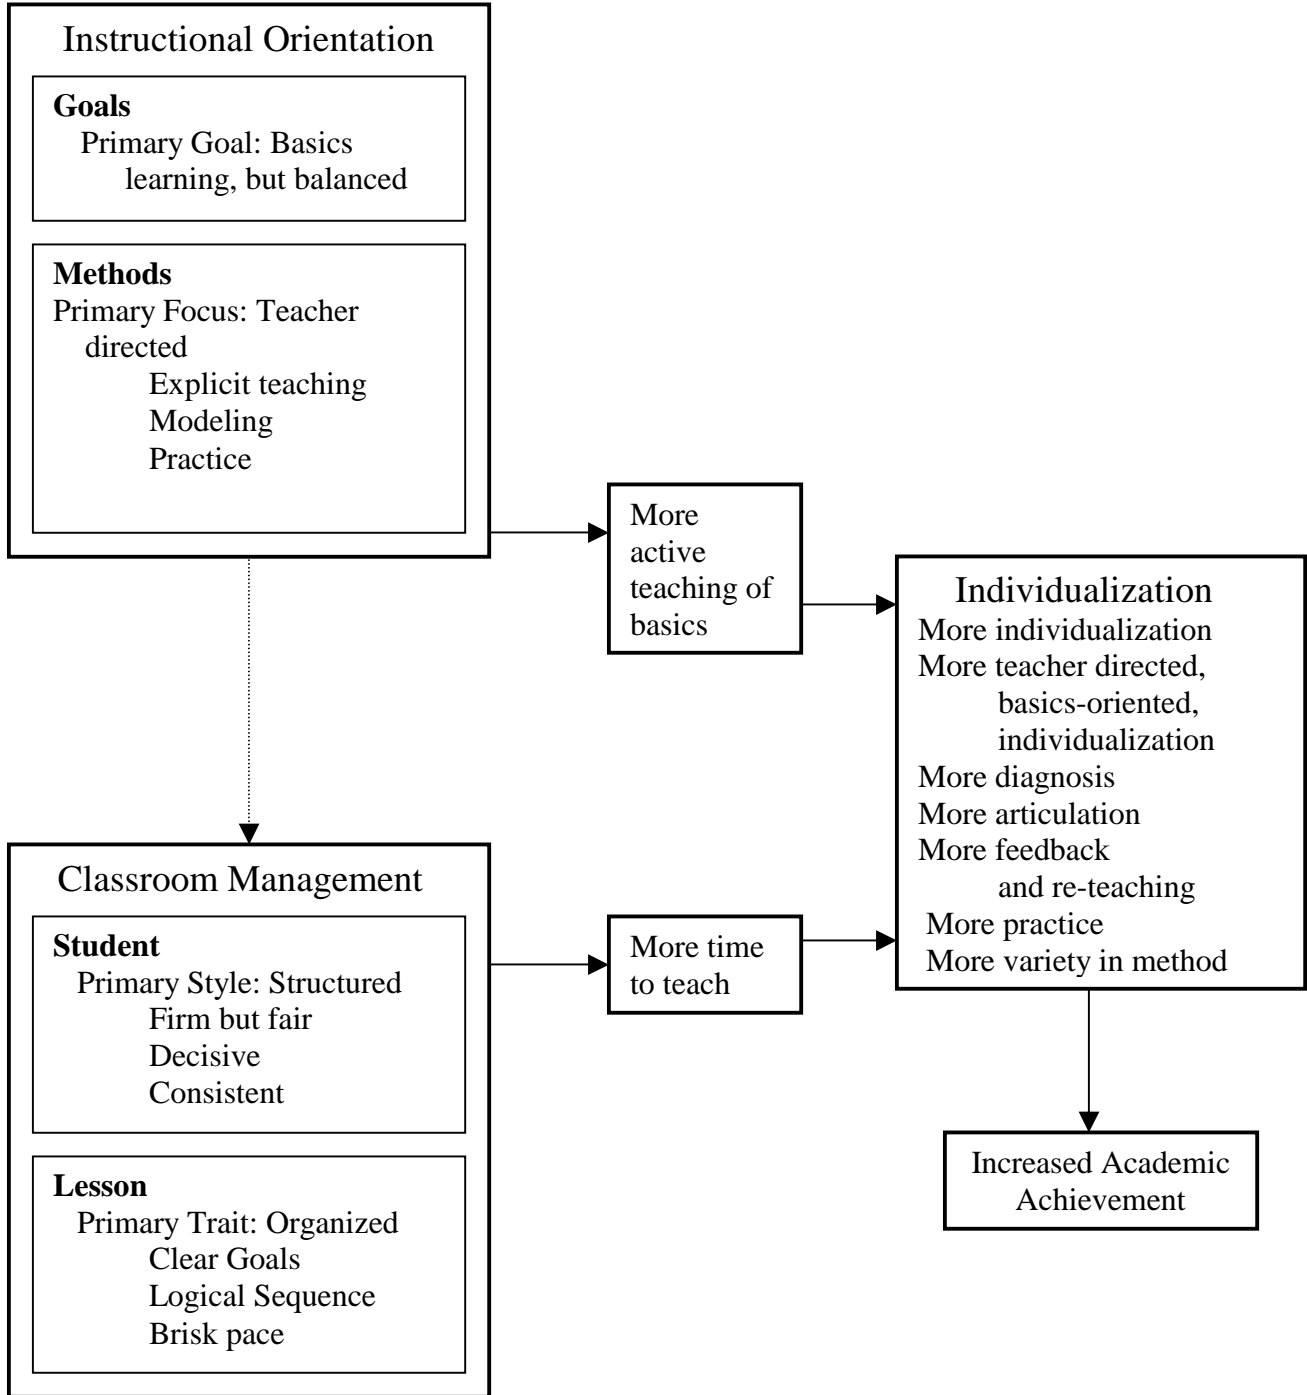 Instructional Orientation
Goals
Primary Goal: Basics
learning, but balanced
Methods
Primary Focus: Teacher
directed
Explicit teaching
Modeling
Practice
More
active
teaching of
basics
Individualization
More individualization
More teacher directed,
basics-oriented,
individualization
More diagnosis
More articulation
More feedback
and re-teaching
More practice
More variety in method
Classroom Management
Student
Primary Style: Structured
Firm but fair
Decisive
Consistent
Lesson
Primary Trait: Organized
Clear Goals
Logical Sequence
Brisk pace
More time
to teach
Increased Academic
Achievement